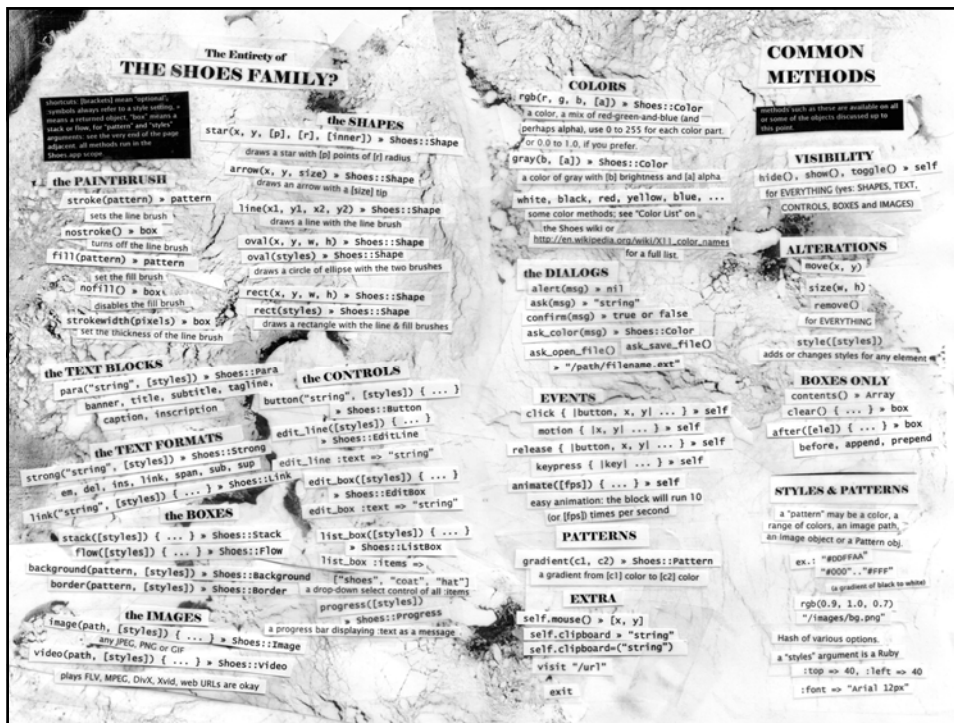 The Entirety of
THE SHOES FAMILY?
shortcuts: [brackets] mean "optional",
:symbols always refer to a style setting, »
means a returned object, "box" means a
stack or flow, for "pattern" and "styles"
arguments: see the very end of the page
adjacent. all methods run in the
Shoes.app scope
the PAINTBRUSH
stroke(pattern) » pattern
sets the line brush
nostroke() » box
turns off the line brush
fill(pattern) » pattern
set the fill brush
nofill() » box
disables the fill brush
strokewidth(pixels) » box
set the thickness of the line brush
the SHAPES
star(x, y, [p], [r], [inner]) » Shoes::Shape
draws a star with [p] points of [r] radius
arrow(x, y, size) » Shoes::Shape
draws an arrow with a [size] tip
line(x1, y1, x2, y2) » Shoes::Shape
draws a line with the line brush
oval(x, y, w, h) » Shoes::Shape
oval(styles) » Shoes::Shape
draws a circle of ellipse with the two brushes
rect(x, y, w, h) » Shoes::Shape
rect(styles) » Shoes::Shape
draws a rectangle with the line & fill brushes
the TEXT BLOCKS
para("string", [styles]) » Shoes::Para
banner, title, subtitle, tagline,
caption, inscription
the TEXT FORMATS
strong("string", [styles]) » Shoes::Strong
em, del, ins, link, span, sub, sup
link("string", [styles]) { ... } » Shoes::Link
the BOXES
stack([styles]) { ... } » Shoes::Stack
flow([styles]) { ... } » Shoes::Flow
background(pattern, [styles]) » Shoes::Background
border(pattern, [styles]) » Shoes::Border
the IMAGES
image(path, [styles]) { ... } » Shoes::Image
any JPEG, PNG or GIF
video(path, [styles]) { ... } » Shoes::Video
plays FLV, MPEG, DivX, Xvid, web URLs are okay
the CONTROLS
button("string", [styles]) { ... }
» Shoes::Button
edit_line([styles]) { ... }
» Shoes::EditLine
edit_line :text => "string"
edit_box([styles]) { ... }
» Shoes::EditBox
edit_box :text => "string"
list_box([styles]) { ... }
» Shoes::ListBox
list_box :items =>
["shoes", "coat", "hat"]
a drop-down select control of all :items
progress([styles])
» Shoes::Progress
a progress bar displaying :text as a message
COLORS
rgb(r, g, b, [a]) » Shoes::Color
a color, a mix of red-green-and-blue (and
perhaps alpha), use 0 to 255 for each color part.
or 0.0 to 1.0, if you prefer.
gray(b, [a]) » Shoes::Color
a color of gray with [b] brightness and [a] alpha
white, black, red, yellow, blue, ...
some color methods; see "Color List" on
the Shoes wiki or
http://en.wikipedia.org/wiki/X11_color_names
for a full list.
the DIALOGS
alert(msg) » nil
ask(msg) » "string"
confirm(msg) » true or false
ask_color(msg) » Shoes::Color
ask_open_file() ask_save_file()
» "/path/filename.ext"
EVENTS
click { |button, x, y| ... } » self
motion { |x, y| ... } » self
release { |button, x, y| ... } » self
keypress { |key| ... } » self
animate([fps]) { ... } » self
easy animation: the block will run 10
(or [fps]) times per second
PATTERNS
gradient(c1, c2) » Shoes::Pattern
a gradient from [c1] color to [c2] color
EXTRA
self.mouse() » [x, y]
self.clipboard » "string"
self.clipboard=("string")
visit "/url"
exit
COMMON
METHODS
methods such as these are available on all
or some of the objects discussed up to
this point.
VISIBILITY
hide(), show(), toggle() » self
for EVERYTHING (yes: SHAPES, TEXT,
CONTROLS, BOXES and IMAGES)
ALTERATIONS
move(x, y)
size(w, h)
remove()
for EVERYTHING
style([styles])
adds or changes styles for any element
BOXES ONLY
contents() » Array
clear() { ... } » box
after([ele]) { ... } » box
before, append, prepend
STYLES & PATTERNS
a "pattern" may be a color, a
range of colors, an image path,
an image object or a Pattern obj.
ex.: "#DDFFAA"
"#000".."#FFF"
(a gradient of black to white)
rgb(0.9, 1.0, 0.7)
"/images/bg.png"
Hash of various options.
a "styles" argument is a Ruby
:top => 40, :left => 40
:font => "Arial 12px"